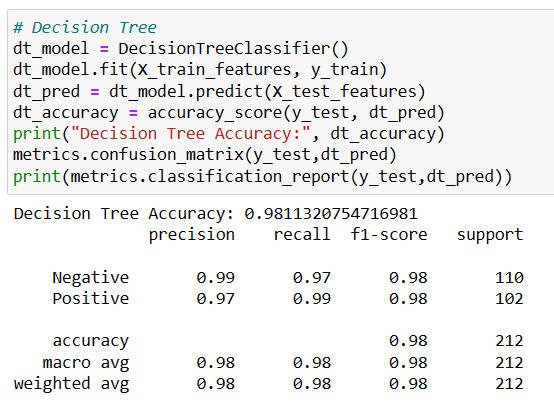 # Decision Tree
dt_model = DecisionTreeClassifier()
dt_model.fit(X_train_features, y_train)
dt_pred = dt_model.predict(X_test_features)
dt_accuracy = accuracy_score(y_test, dt_pred)
print("Decision Tree Accuracy:", dt_accuracy)
metrics.confusion_matrix(y_test,dt_pred)
print(metrics.classification_report(y_test,dt_pred))
Decision Tree Accuracy: 0.9811320754716981
precision recall f1-score support
Negative 0.99 0.97 0.98 110
Positive 0.97 0.99 0.98 102
accuracy 0.98 212
macro avg 0.98 0.98 0.98 212
weighted avg 0.98 0.98 0.98 212